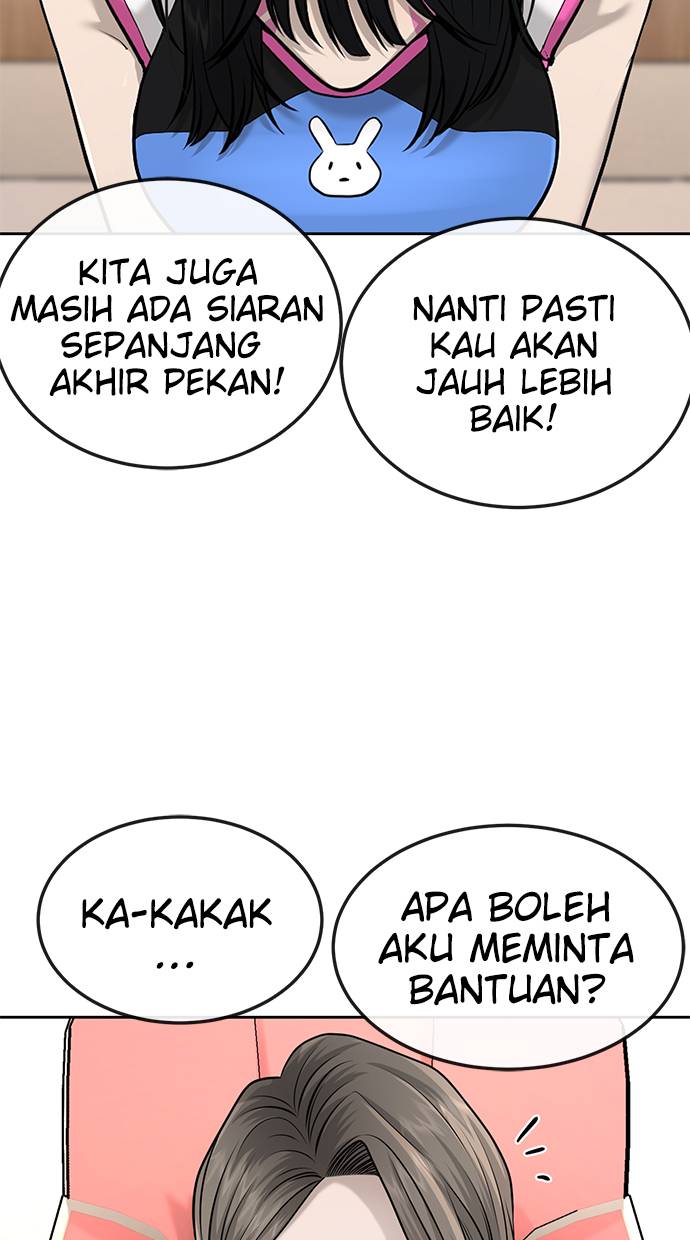 KITA JUGA
MASIH ADA SIARAN
SEPANJANG
AKHIR PEKAN!
NANTI PASTI
KAU AKAN
JAUH LEBIH
BAIK!
KA-KAKAK
...
APA BOLEH
AKU MEMINTA
BANTUAN?